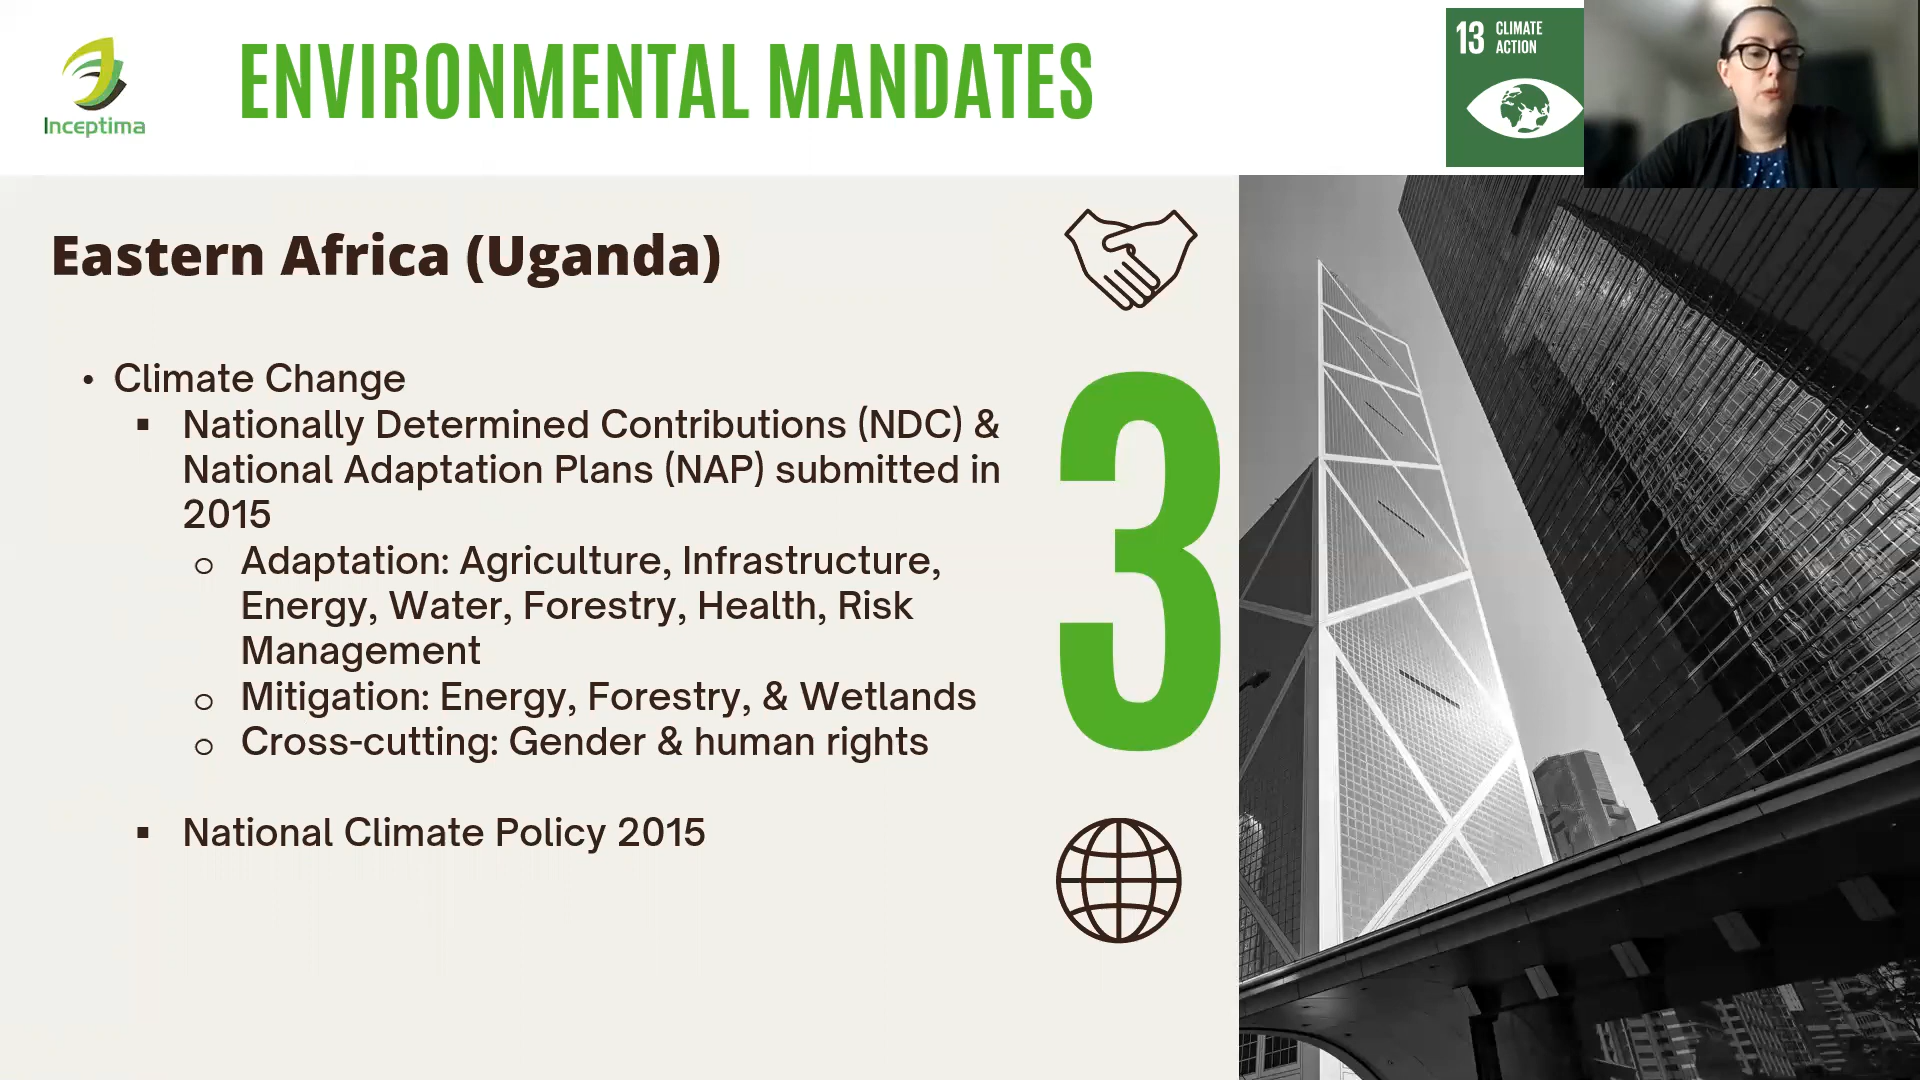 Inceptima
ENVIRONMENTAL MANDATES
13 CLIMATE
ACTION
Eastern Africa (Uganda)
• Climate Change
▪ Nationally Determined Contributions (NDC) &
National Adaptation Plans (NAP) submitted in
2015
o Adaptation: Agriculture, Infrastructure,
Energy, Water, Forestry, Health, Risk
Management
o Mitigation: Energy, Forestry, & Wetlands
o Cross-cutting: Gender & human rights
▪ National Climate Policy 2015
3